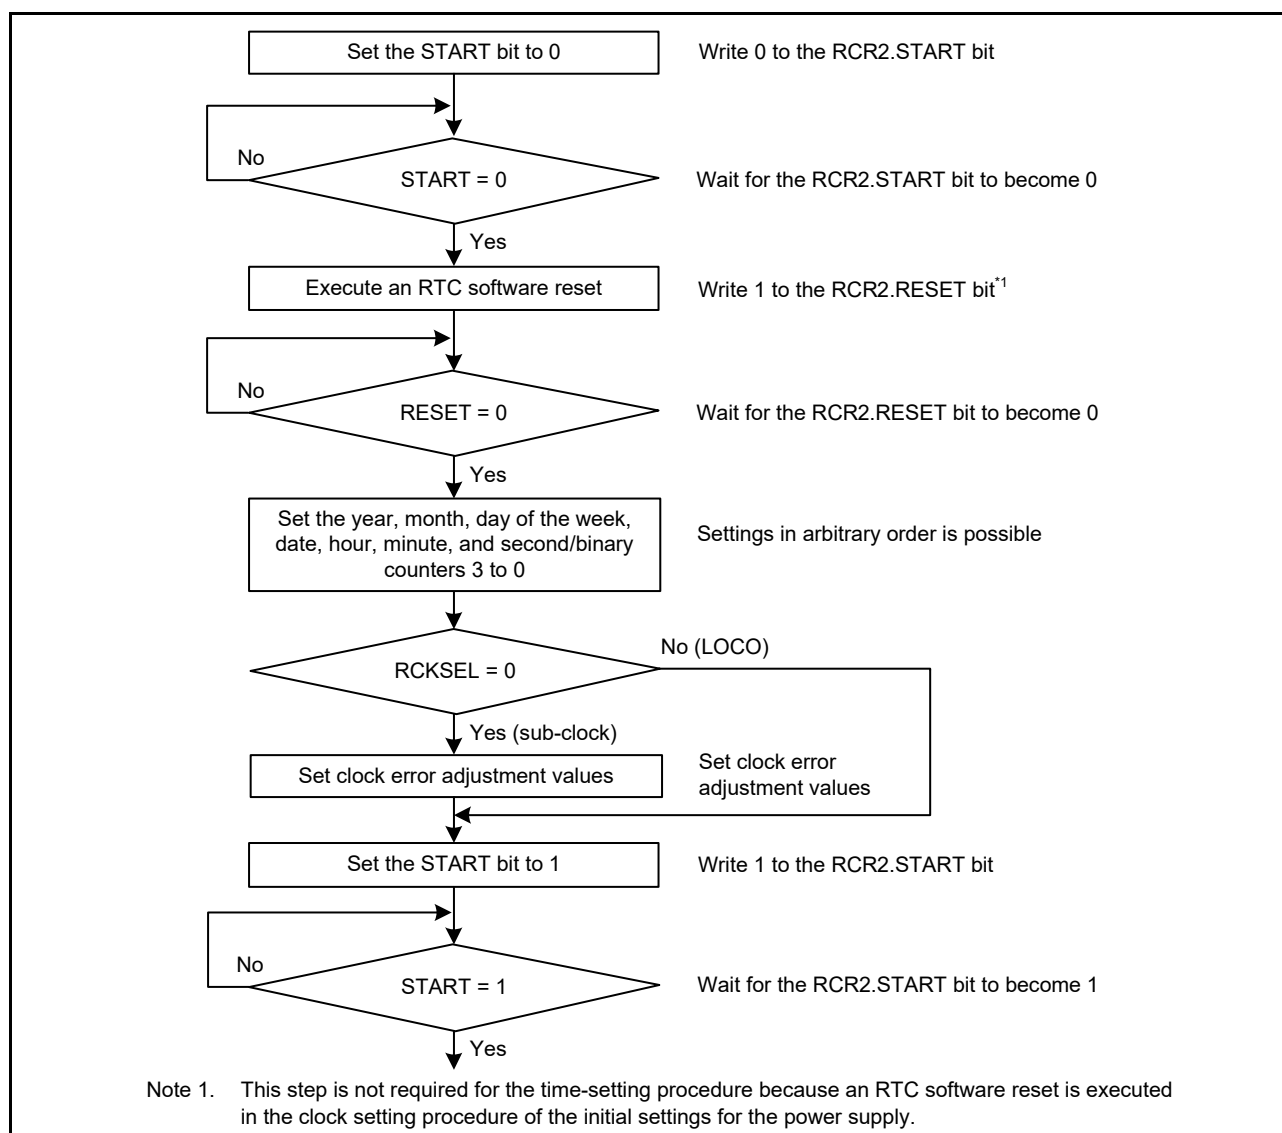 Set the START bit to 0
Write 0 to the RCR2.START bit
No
START = 0
Wait for the RCR2.START bit to become 0
Yes
Execute an RTC software reset
Write 1 to the RCR2.RESET bit*1
No
RESET = 0
Wait for the RCR2.RESET bit to become 0
Yes
Set the year, month, day of the week,
date, hour, minute, and second/binary
counters 3 to 0
Settings in arbitrary order is possible
No (LOCO)
RCKSEL = 0
Yes (sub-clock)
Set clock error adjustment values
Set clock error
adjustment values
Set the START bit to 1
Write 1 to the RCR2.START bit
No
START = 1
Wait for the RCR2.START bit to become 1
Yes
Note 1. This step is not required for the time-setting procedure because an RTC software reset is executed
in the clock setting procedure of the initial settings for the power supply.